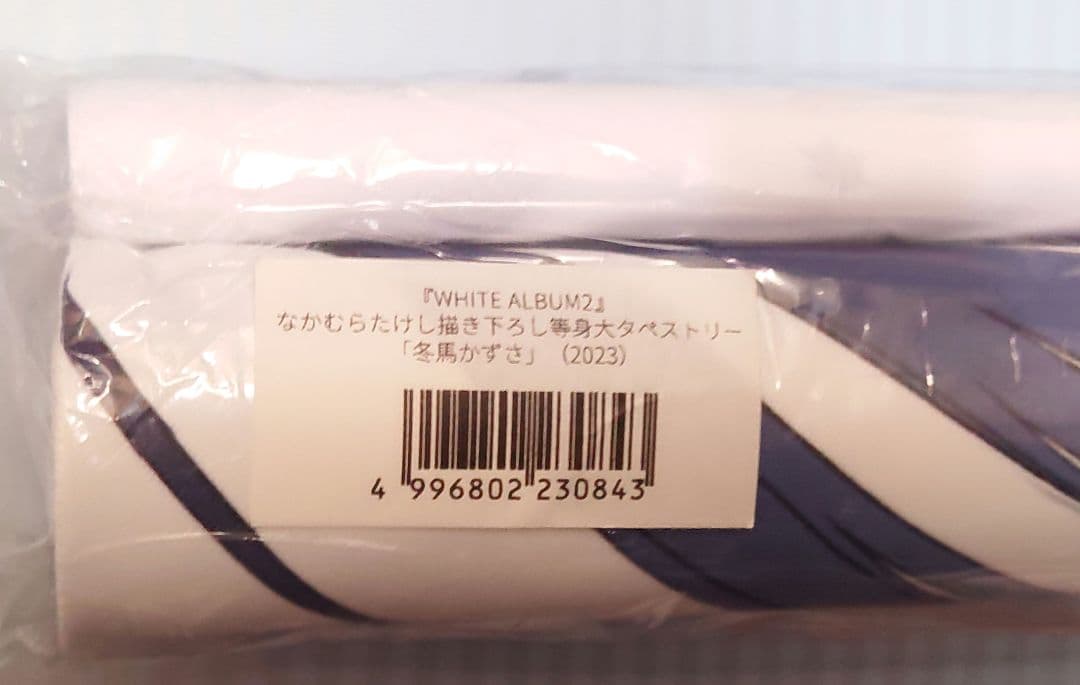 『WHITE ALBUM2』
なかむらたけし描き下ろし等身大タペストリー
「冬馬かずさ」（2023）
4 996802 230843